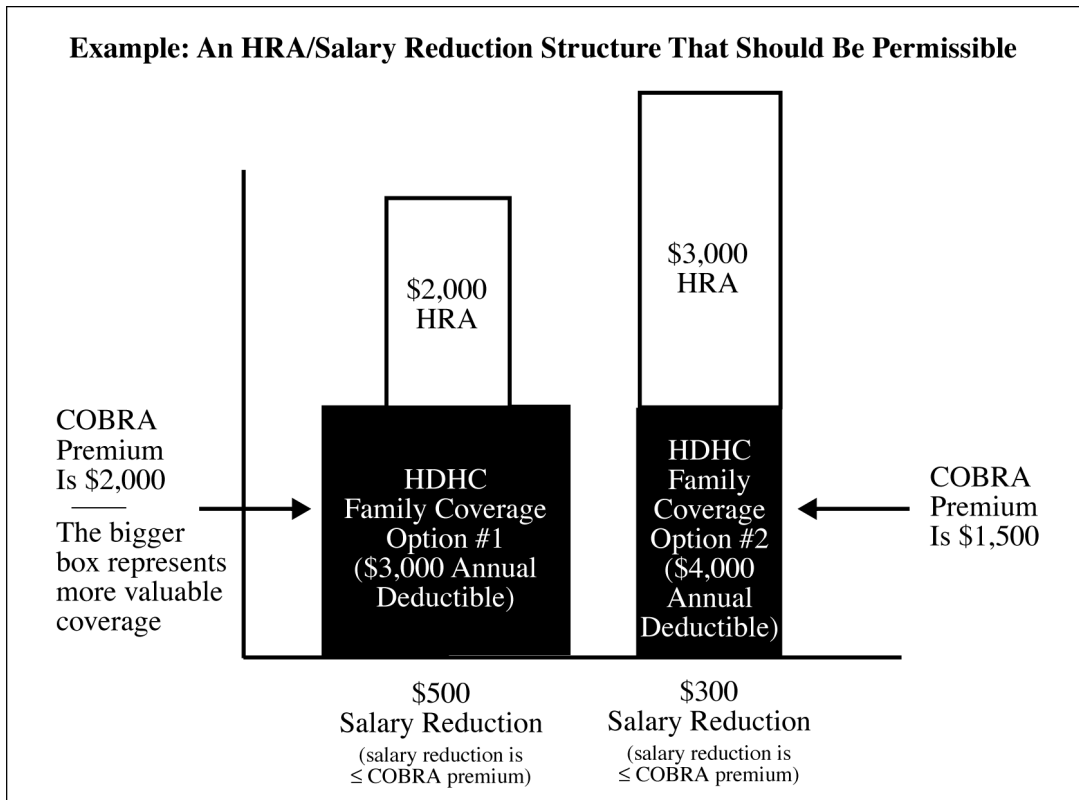 Example: An HRA/Salary Reduction Structure That Should Be Permissible
$2,000
HRA
$3,000
HRA
COBRA
Premium
Is $2,000
The bigger
box represents
more valuable
coverage
HDHC
Family Coverage
Option #1
($3,000 Annual
Deductible)
HDHC
Family
Coverage
Option #2
($4,000
Annual
Deductible)
COBRA
Premium
Is $1,500
$500
Salary Reduction
(salary reduction is
≤ COBRA premium)
$300
Salary Reduction
(salary reduction is
≤ COBRA premium)